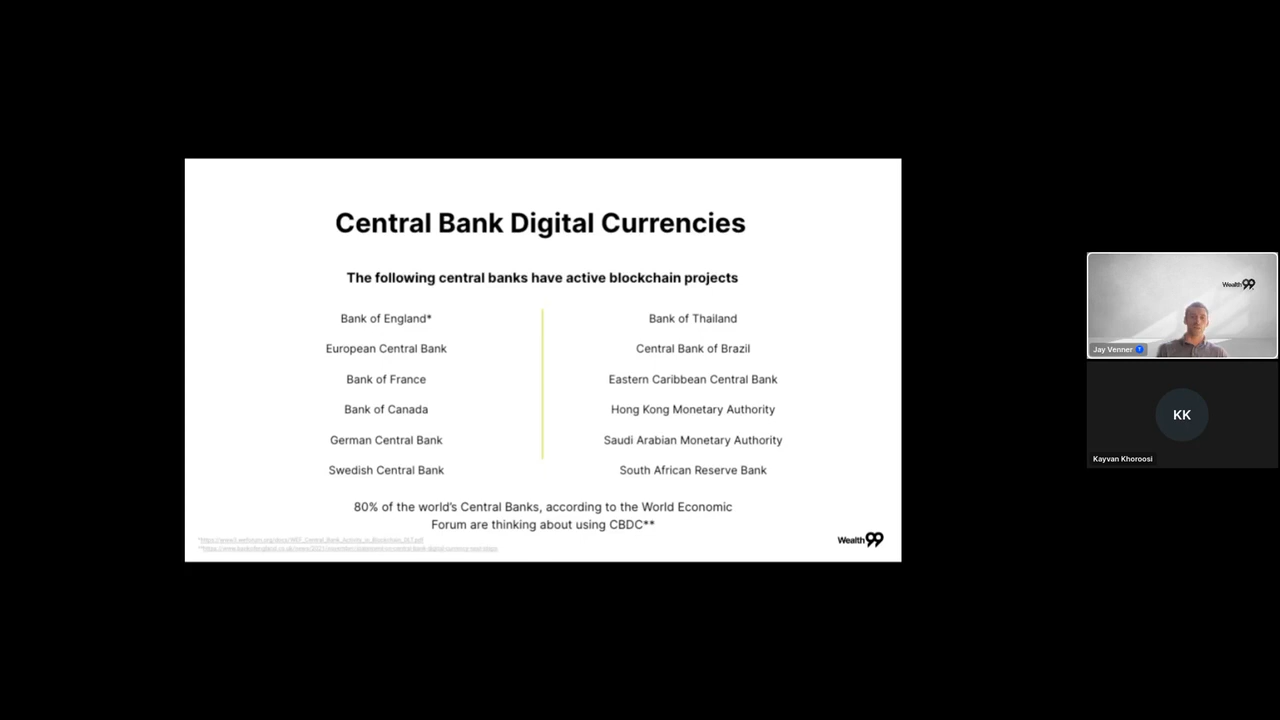 Central Bank Digital Currencies
The following central banks have active blockchain projects
Bank of England*
European Central Bank
Bank of France
Bank of Canada
German Central Bank
Swedish Central Bank
Bank of Thailand
Central Bank of Brazil
Eastern Caribbean Central Bank
Hong Kong Monetary Authority
Saudi Arabian Monetary Authority
South African Reserve Bank
80% of the world's Central Banks, according to the World Economic
Forum are thinking about using CBDC**
Wealth99
Wealth99
Jay Venner
KK
Kayvan Khoroosi